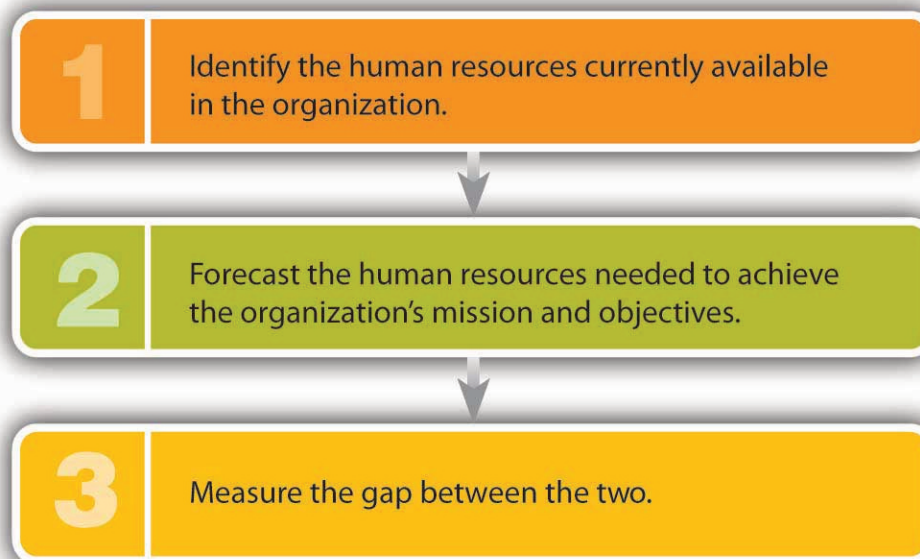 1
Identify the human resources currently available
in the organization.
2
Forecast the human resources needed to achieve
the organization’s mission and objectives.
3
Measure the gap between the two.